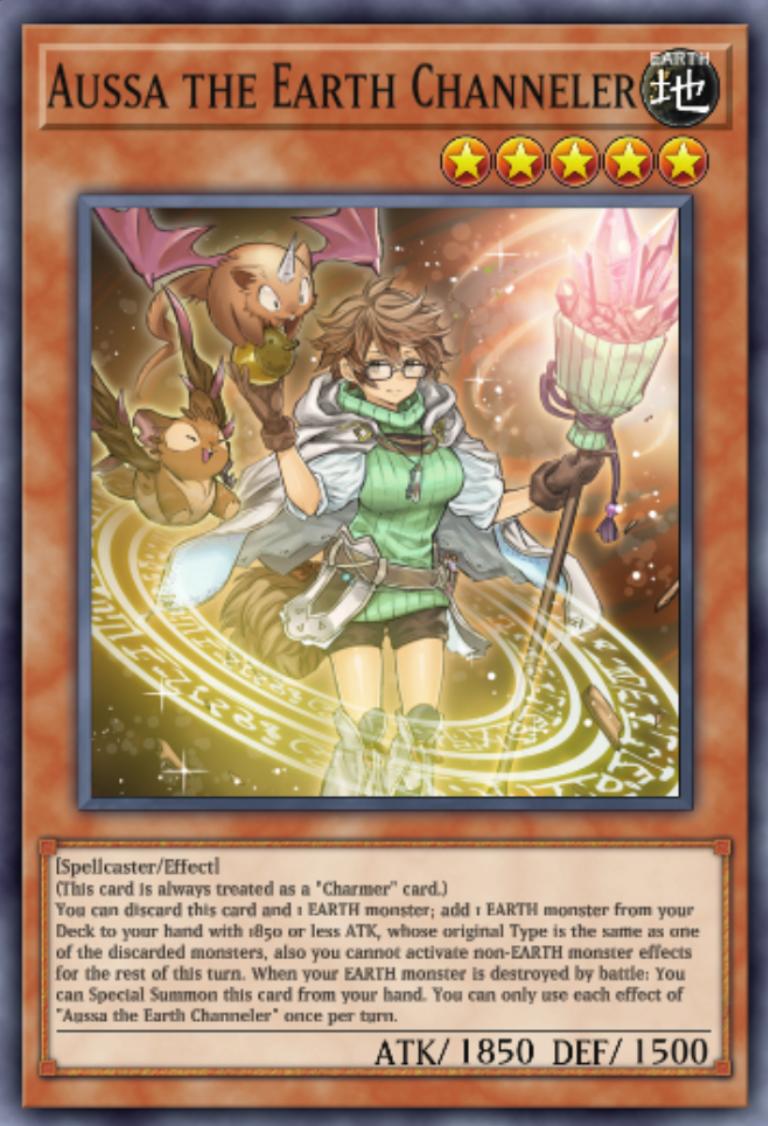 AUSSA THE EARTH CHANNELER
EARTH
地
[Spellcaster/Effect]
(This card is always treated as a "Charmer" card.)
You can discard this card and 1 EARTH monster; add 1 EARTH monster from your
Deck to your hand with 1850 or less ATK, whose original Type is the same as one
of the discarded monsters, also you cannot activate non-EARTH monster effects
for the rest of this turn. When your EARTH monster is destroyed by battle: You
can Special Summon this card from your hand. You can only use each effect of
"Aussa the Earth Channeler" once per turn.
ATK/ 1850 DEF/ 1500